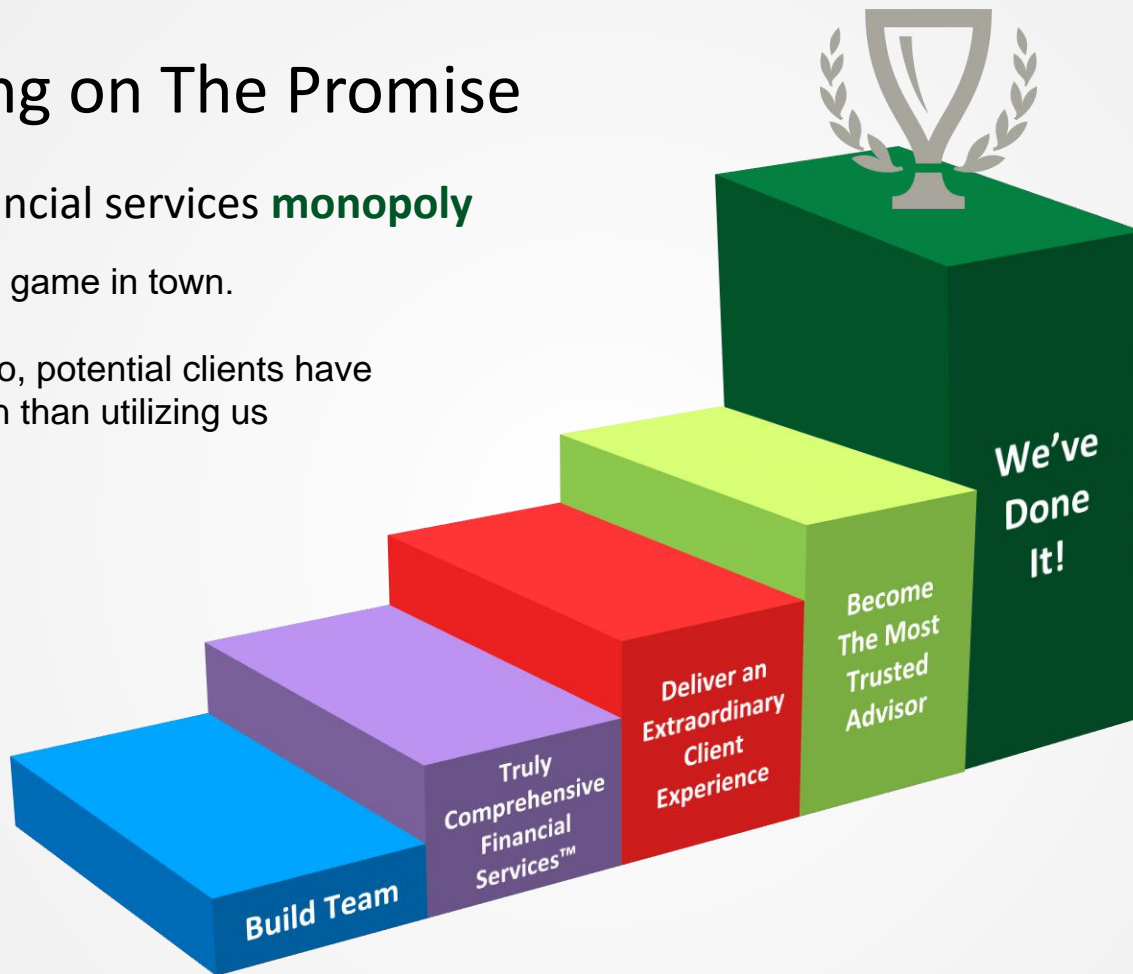 ng on The Promise
ncial services monopoly
game in town.
o, potential clients have
n than utilizing us
We've
Done
It!
Become
The Most
Trusted
Advisor
Deliver an
Extraordinary
Client
Experience
Truly
Comprehensive
Financial
Services™
Build Team